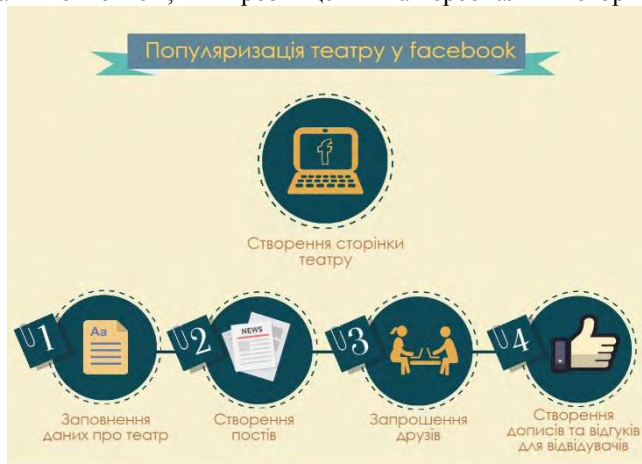 Популяризація театру у facebook
f
Створення сторінки
театру
1
Aa
2
NEWS
3
4
Заповнення
даних про театр
Створення
постів
Запрошення
друзів
Створення
дописів та відгуків
для відвідувачів